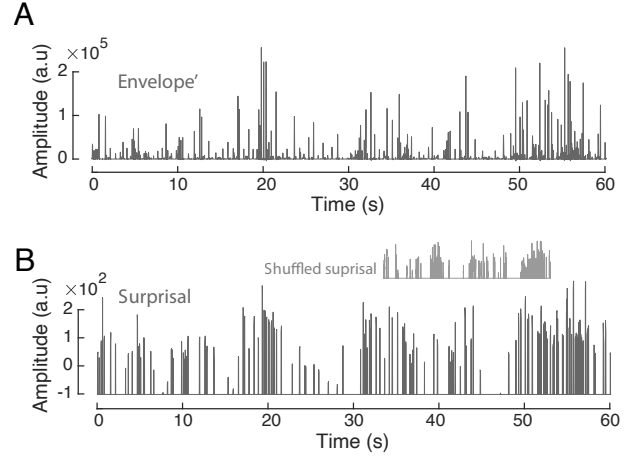 A
×10⁵
Amplitude (a.u)
2
1
0
Envelope'
0 10 20 30 40 50 60
Time (s)
B
Shuffled suprisal
×10²
Amplitude (a.u)
2
1
0
-1
Surprisal
0 10 20 30 40 50 60
Time (s)